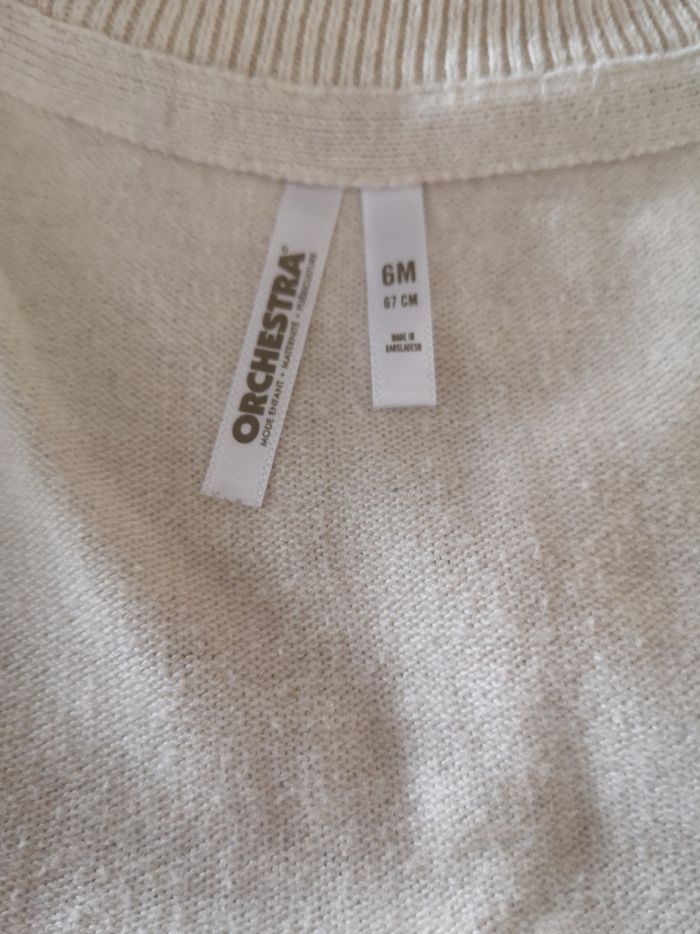 ORCHESTRA®
MODE ENFANT • MATERNITÉ • PUÉRICULTURE
6M
67 CM
MADE IN
BANGLADESH